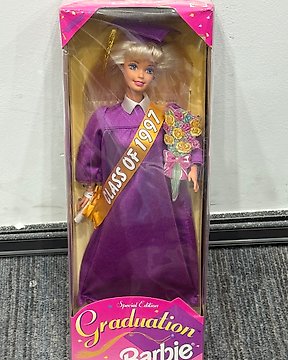 CLASS OF 1997
Special Edition
Graduation
Barbie